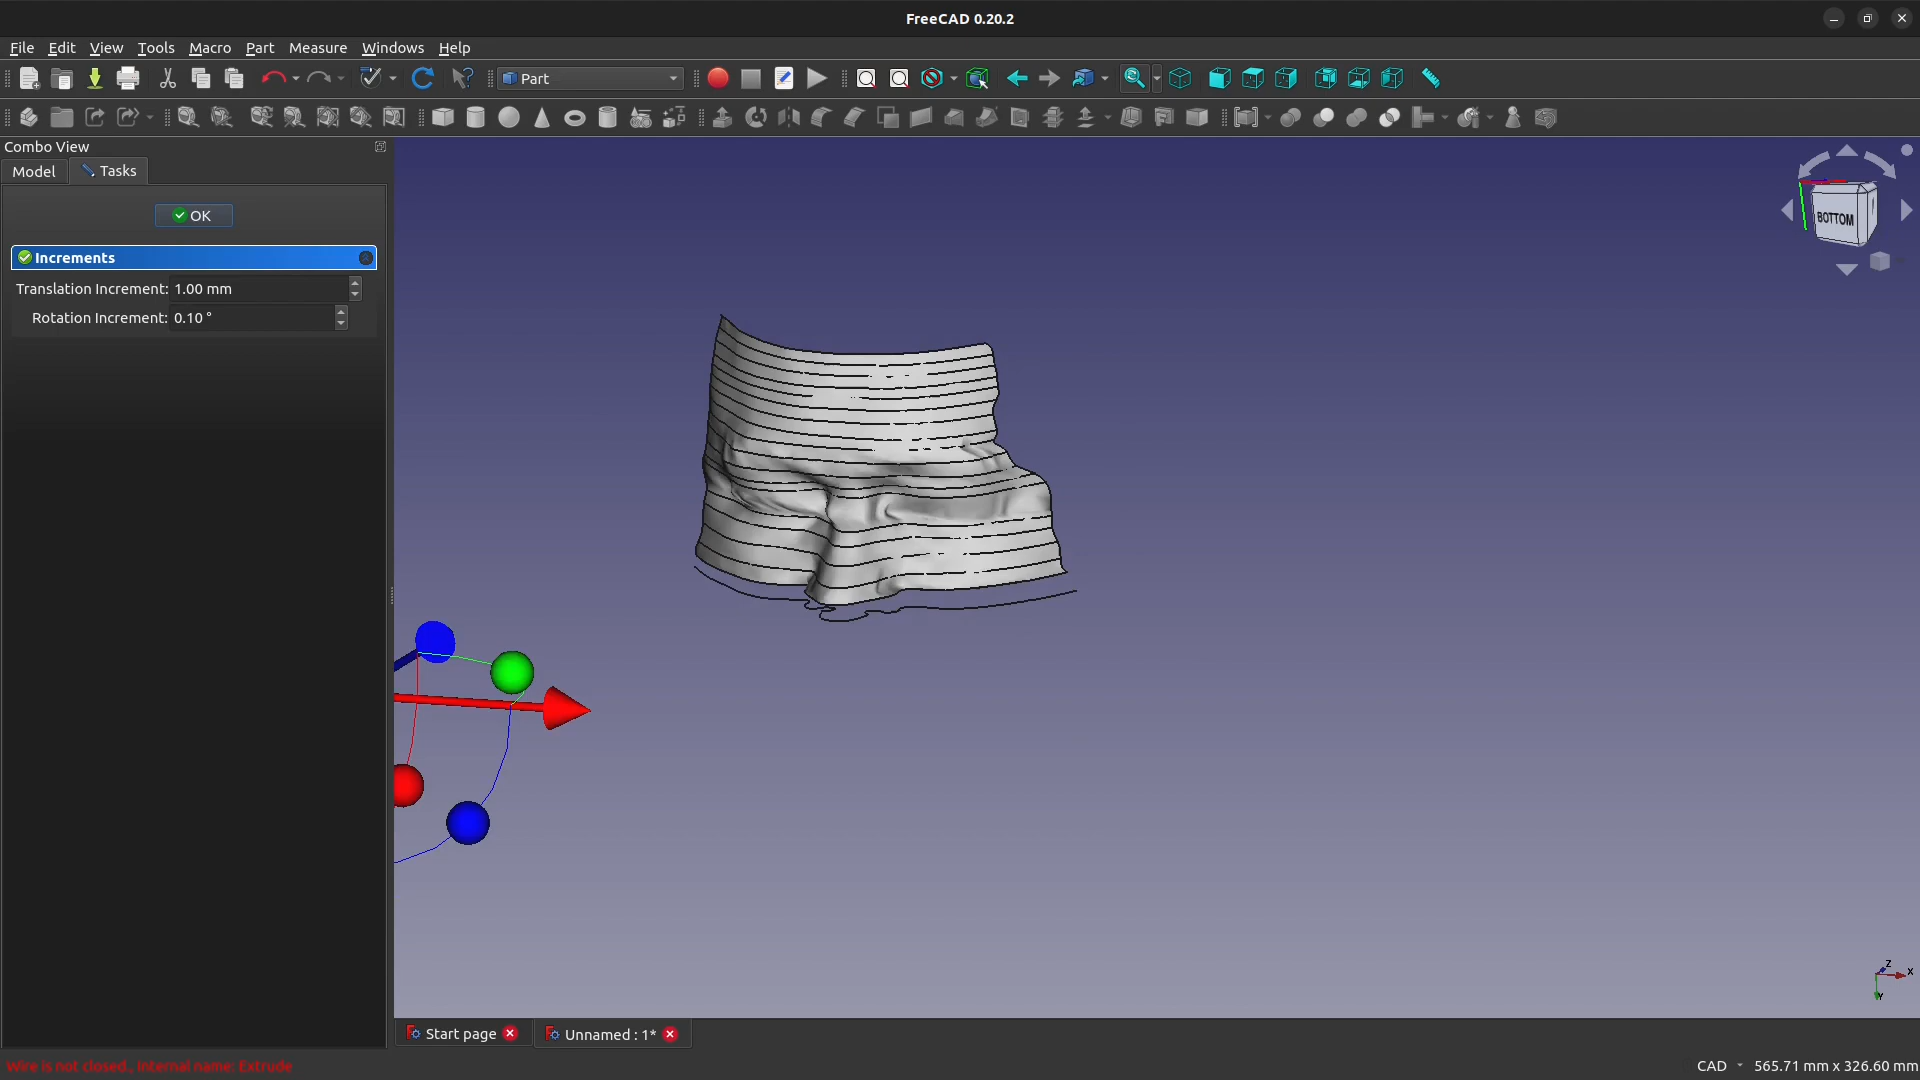 FreeCAD 0.20.2
File Edit View Tools Macro Part Measure Windows Help
Part
Combo View
Model Tasks
OK
Increments
Translation Increment: 1.00 mm
Rotation Increment: 0.10 °
BOTTOM
Z
X
Y
Start page
Unnamed : 1*
Wire is not closed., Internal name: Extrude
CAD
565.71 mm x 326.60 mm